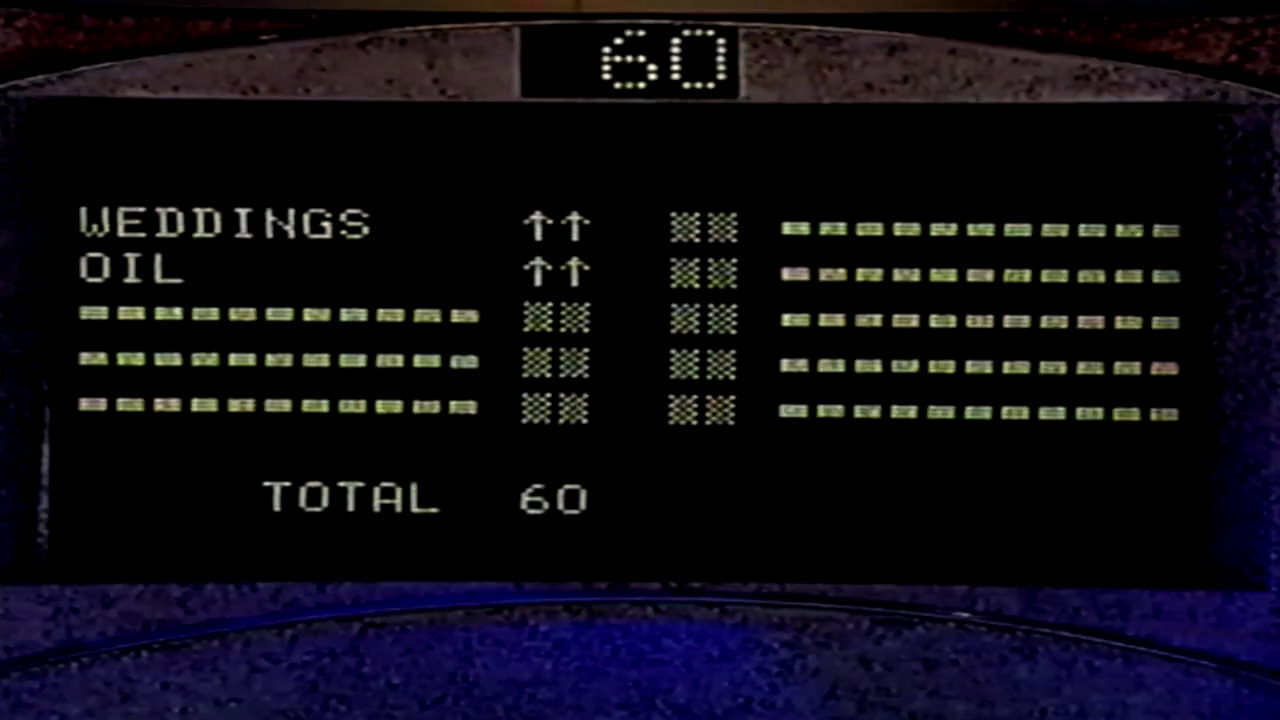 60
WEDDINGS ↑↑
OIL ↑↑
TOTAL 60